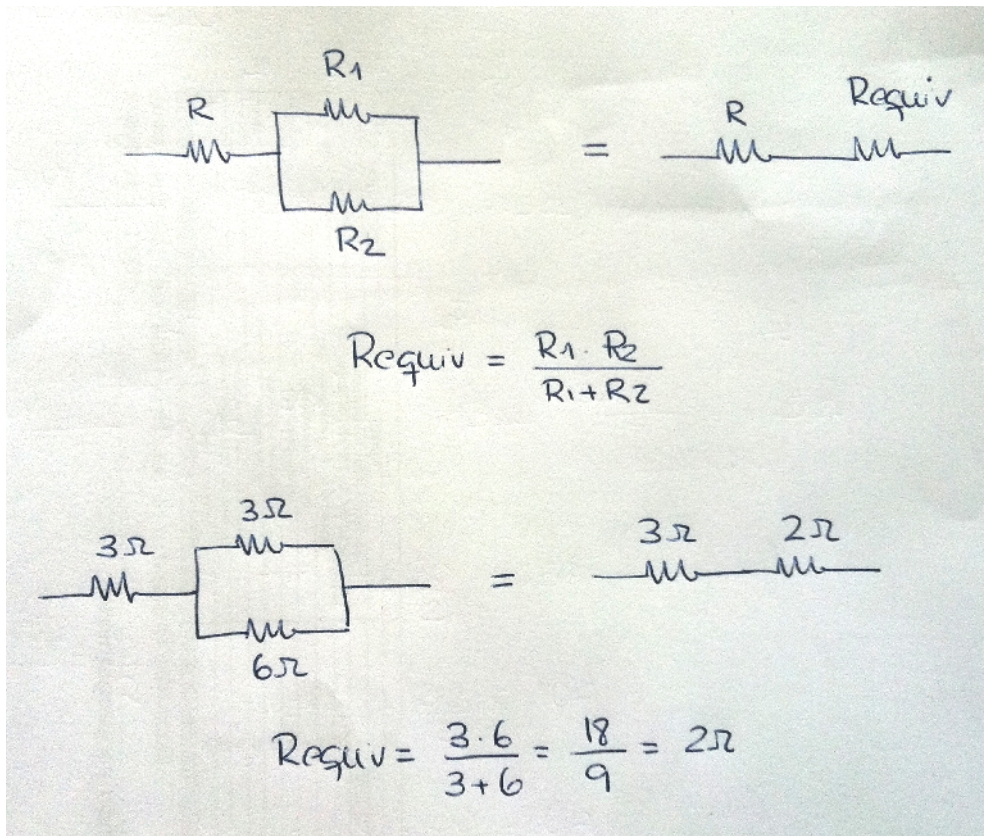 R1
R
R2
=
R
Requiv
Requiv = R1 · R2 / R1 + R2
3Ω
3Ω
6Ω
=
3Ω
2Ω
Requiv = 3 · 6 / 3 + 6 = 18 / 9 = 2Ω